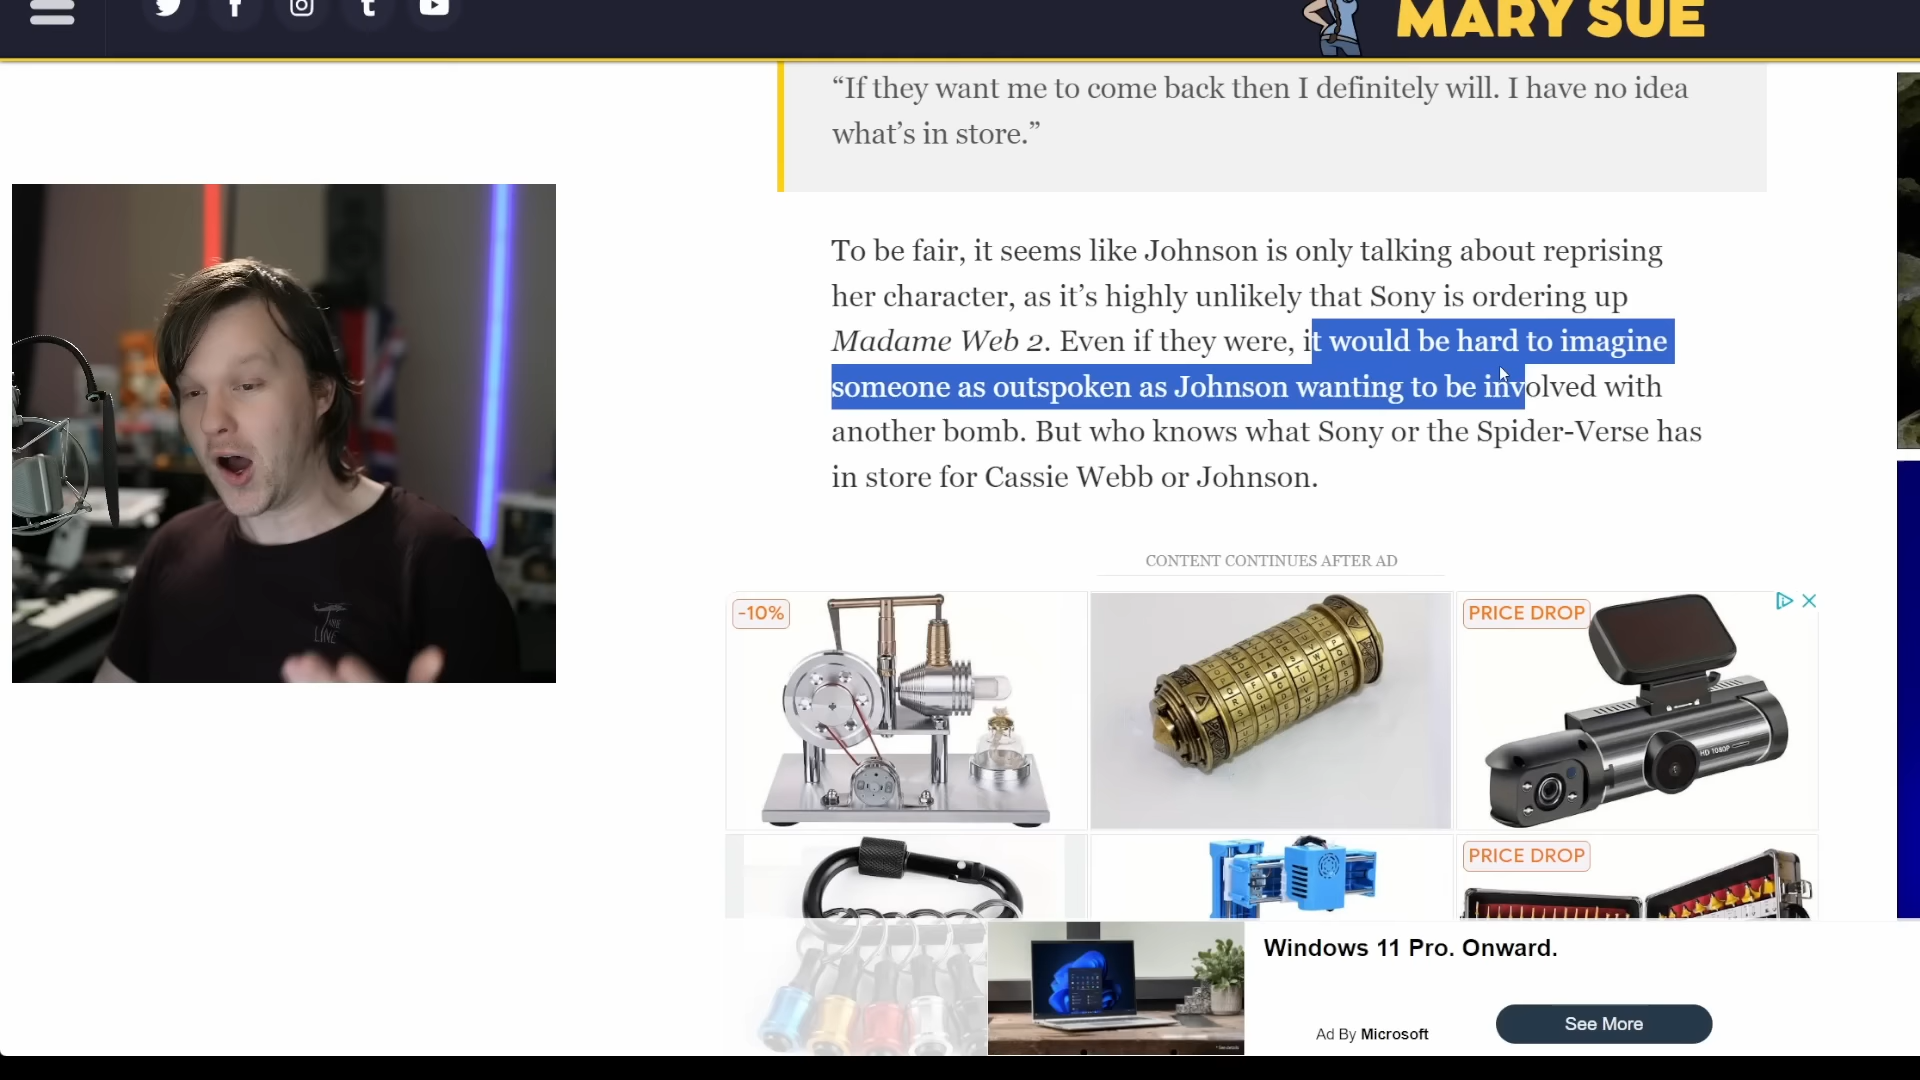 MARY SUE
“If they want me to come back then I definitely will. I have no idea
what’s in store.”
To be fair, it seems like Johnson is only talking about reprising
her character, as it’s highly unlikely that Sony is ordering up
Madame Web 2. Even if they were, it would be hard to imagine
someone as outspoken as Johnson wanting to be involved with
another bomb. But who knows what Sony or the Spider-Verse has
in store for Cassie Webb or Johnson.
CONTENT CONTINUES AFTER AD
-10%
PRICE DROP
HD 1080P
PRICE DROP
LINE
Windows 11 Pro. Onward.
Ad By Microsoft
See More